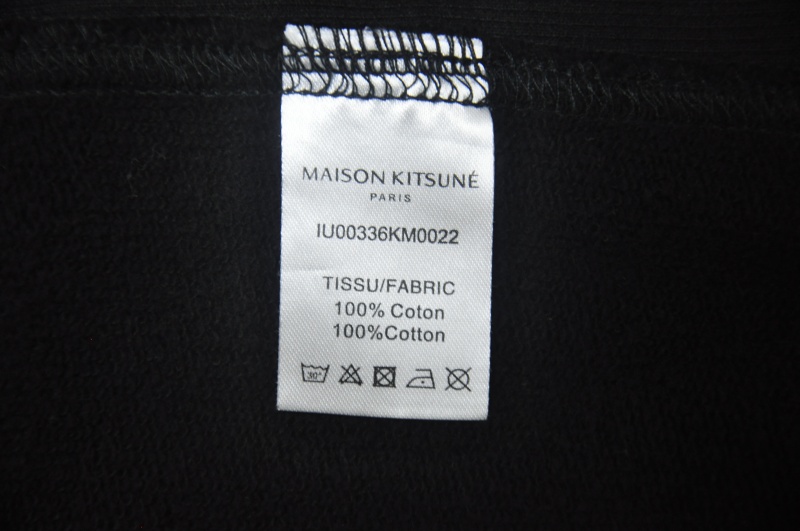 MAISON KITSUNÉ
PARIS
IU00336KM0022
TISSU/FABRIC
100% Coton
100%Cotton
30°